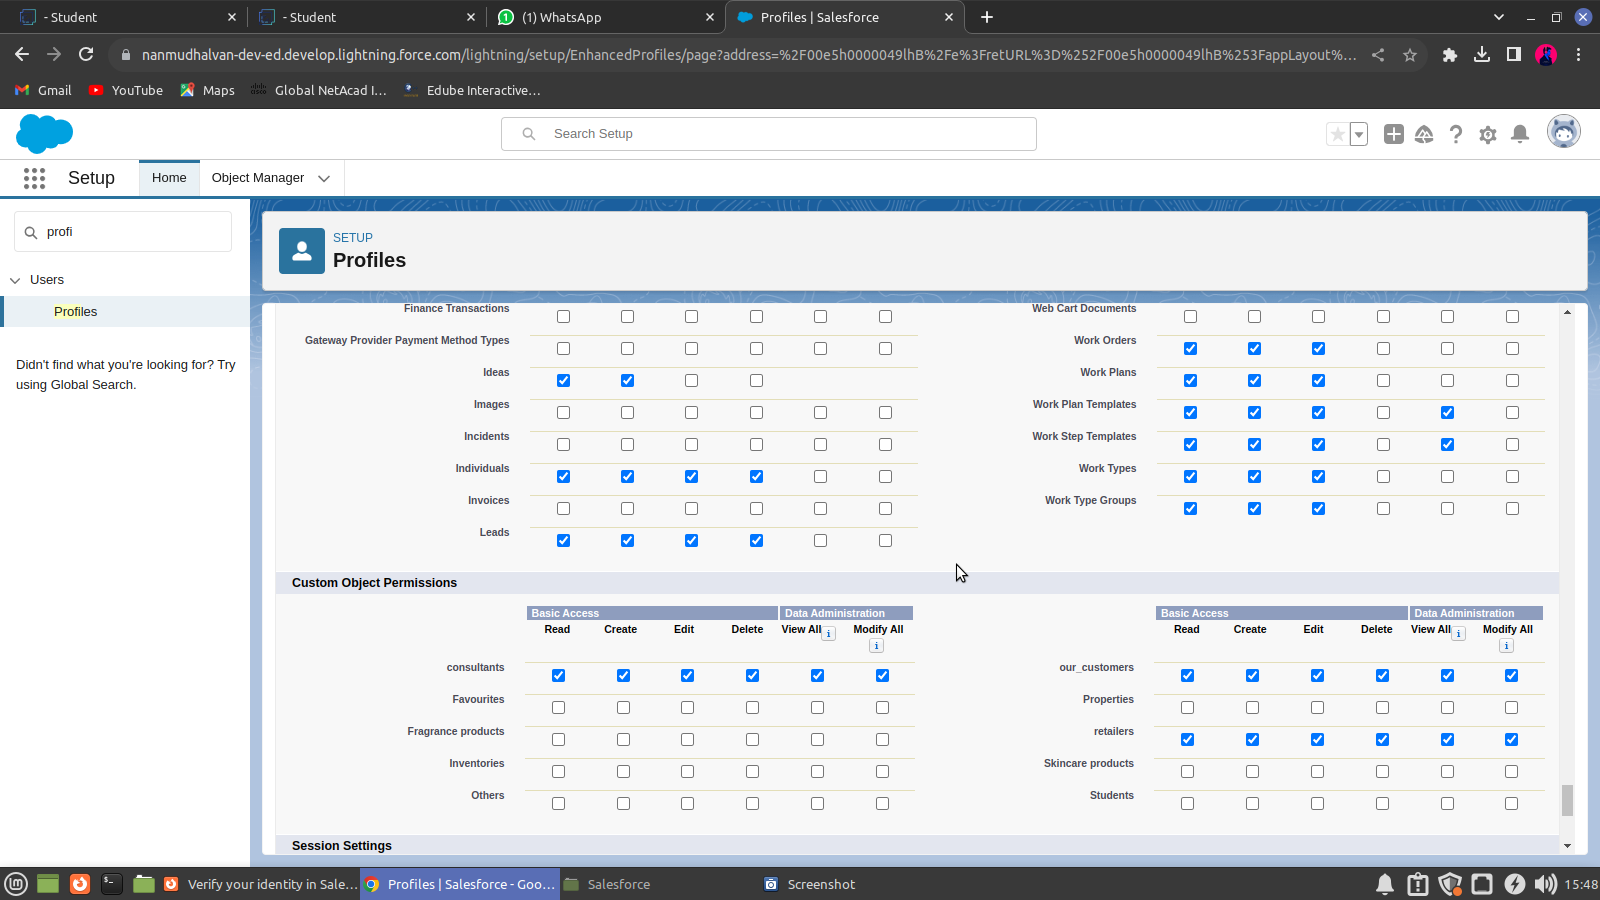 - Student
- Student
(1) WhatsApp
Profiles | Salesforce
nanmudhalvan-dev-ed.develop.lightning.force.com/lightning/setup/EnhancedProfiles/page?address=%2F00e5h0000049lhB%2Fe%3FretURL%3D%252F00e5h0000049lhB%253FappLayout%...
Gmail
YouTube
Maps
Global NetAcad I...
Edube Interactive...
Search Setup
Setup
Home
Object Manager
profi
Users
Profiles
Didn't find what you're looking for? Try
using Global Search.
SETUP
Profiles
Finance Transactions
Gateway Provider Payment Method Types
Ideas
Images
Incidents
Individuals
Invoices
Leads
Web Cart Documents
Work Orders
Work Plans
Work Plan Templates
Work Step Templates
Work Types
Work Type Groups
Custom Object Permissions
Basic Access Data Administration
Read Create Edit Delete View All i Modify All i
consultants
Favourites
Fragrance products
Inventories
Others
Basic Access Data Administration
Read Create Edit Delete View All i Modify All i
our_customers
Properties
retailers
Skincare products
Students
Session Settings
Verify your identity in Sale...
Profiles | Salesforce - Goo...
Salesforce
Screenshot
15:48